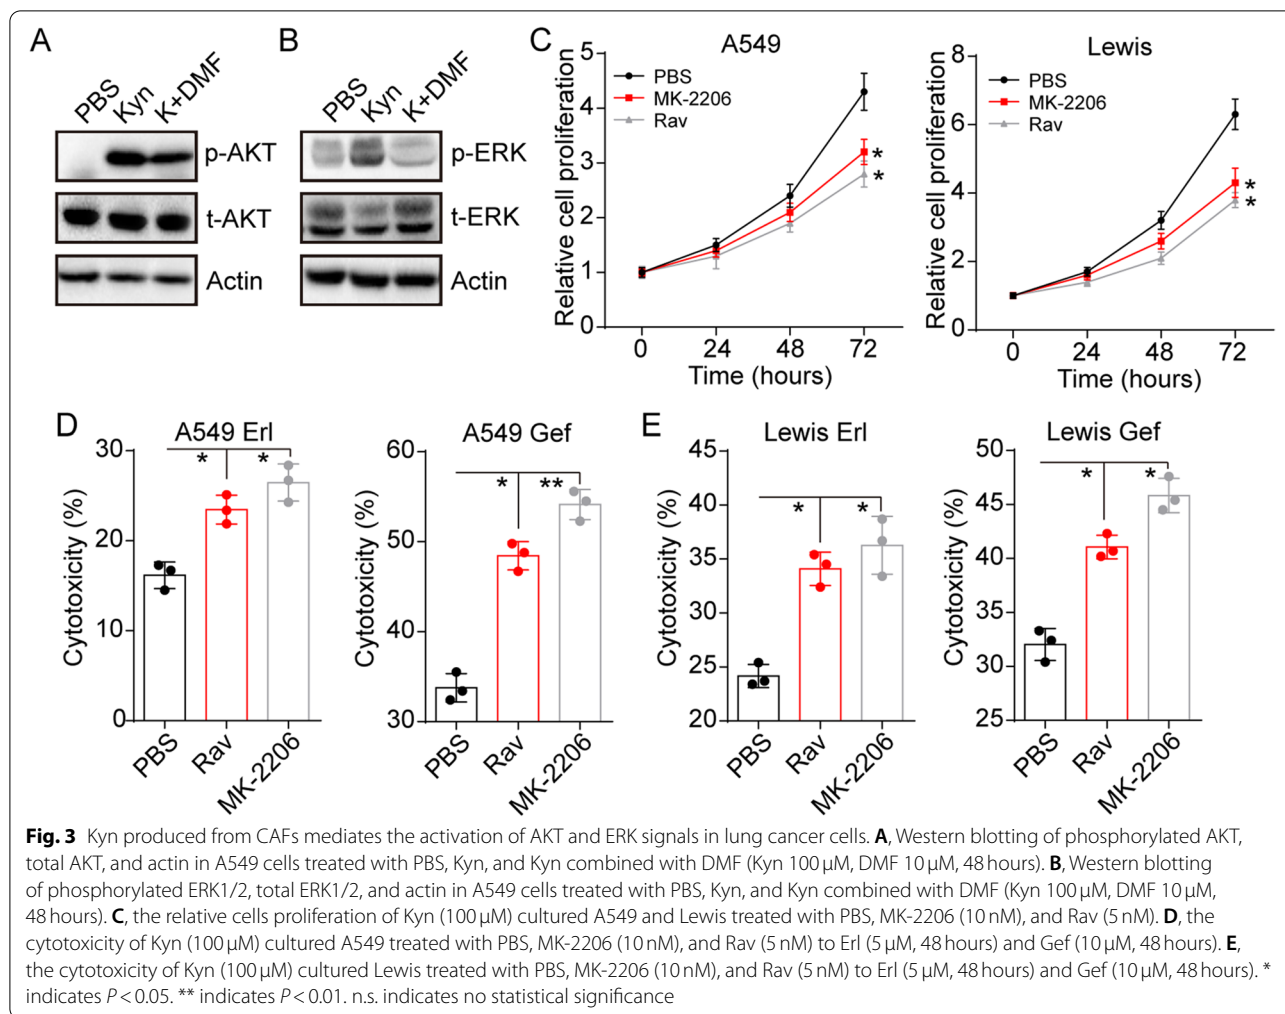 A
PBS
Kyn
K+DMF
p-AKT
t-AKT
Actin
B
PBS
Kyn
K+DMF
p-ERK
t-ERK
Actin
C
A549
Relative cell proliferation
5
4
3
2
1
0
PBS
MK-2206
Rav
*
*
0 24 48 72
Time (hours)
Lewis
Relative cell proliferation
8
6
4
2
0
PBS
MK-2206
Rav
*
*
0 24 48 72
Time (hours)
D
A549 Erl
Cytotoxicity (%)
30
20
10
0
* *
PBS
Rav
MK-2206
A549 Gef
Cytotoxicity (%)
60
50
40
30
* **
PBS
Rav
MK-2206
E
Lewis Erl
Cytotoxicity (%)
45
40
35
30
25
20
* *
PBS
Rav
MK-2206
Lewis Gef
Cytotoxicity (%)
50
45
40
35
30
25
* *
PBS
Rav
MK-2206
Fig. 3 Kyn produced from CAFs mediates the activation of AKT and ERK signals in lung cancer cells. A, Western blotting of phosphorylated AKT,
total AKT, and actin in A549 cells treated with PBS, Kyn, and Kyn combined with DMF (Kyn 100 μM, DMF 10 μM, 48 hours). B, Western blotting
of phosphorylated ERK1/2, total ERK1/2, and actin in A549 cells treated with PBS, Kyn, and Kyn combined with DMF (Kyn 100 μM, DMF 10 μM,
48 hours). C, the relative cells proliferation of Kyn (100 μM) cultured A549 and Lewis treated with PBS, MK-2206 (10 nM), and Rav (5 nM). D, the
cytotoxicity of Kyn (100 μM) cultured A549 treated with PBS, MK-2206 (10 nM), and Rav (5 nM) to Erl (5 μM, 48 hours) and Gef (10 μM, 48 hours). E,
the cytotoxicity of Kyn (100 μM) cultured Lewis treated with PBS, MK-2206 (10 nM), and Rav (5 nM) to Erl (5 μM, 48 hours) and Gef (10 μM, 48 hours). *
indicates P < 0.05. ** indicates P < 0.01. n.s. indicates no statistical significance